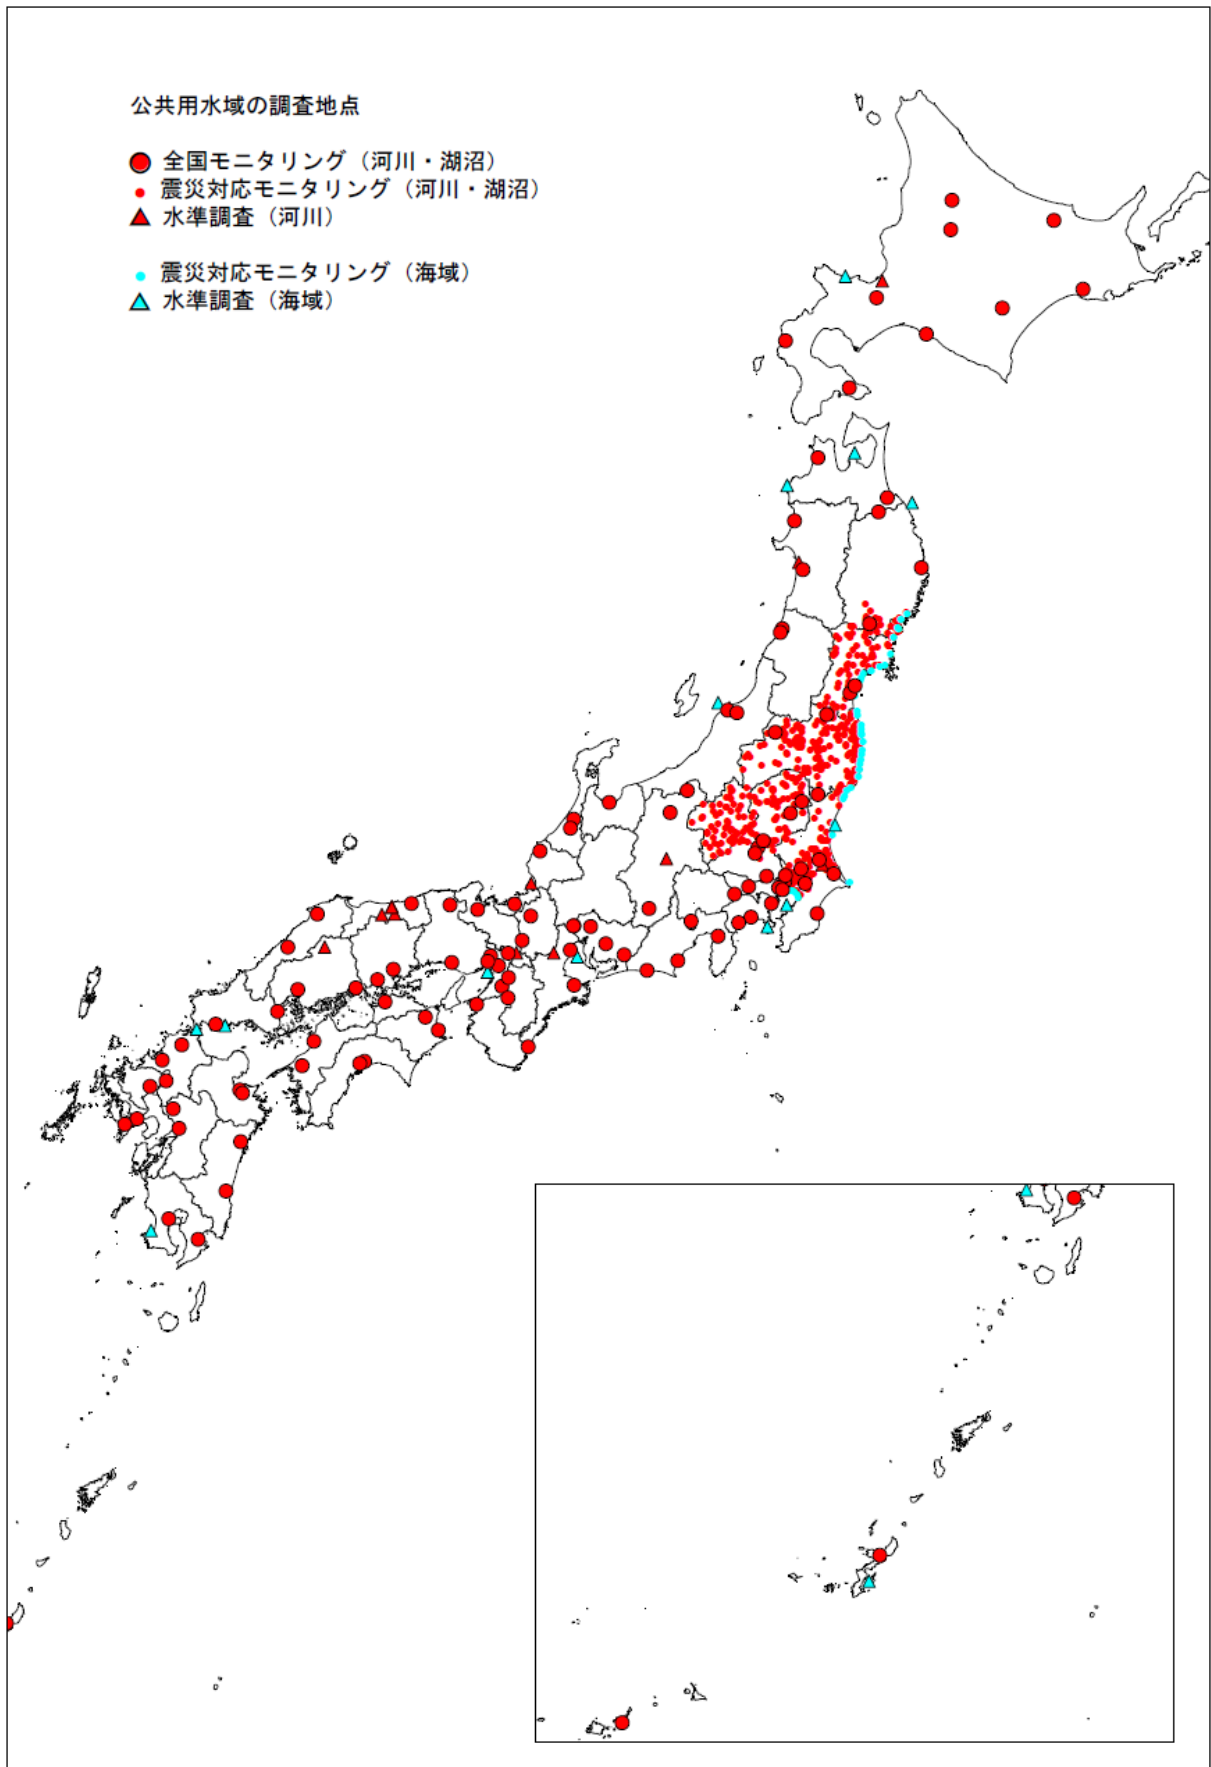 公共用水域の調査地点
全国モニタリング（河川・湖沼）
震災対応モニタリング（河川・湖沼）
水準調査（河川）
震災対応モニタリング（海域）
水準調査（海域）